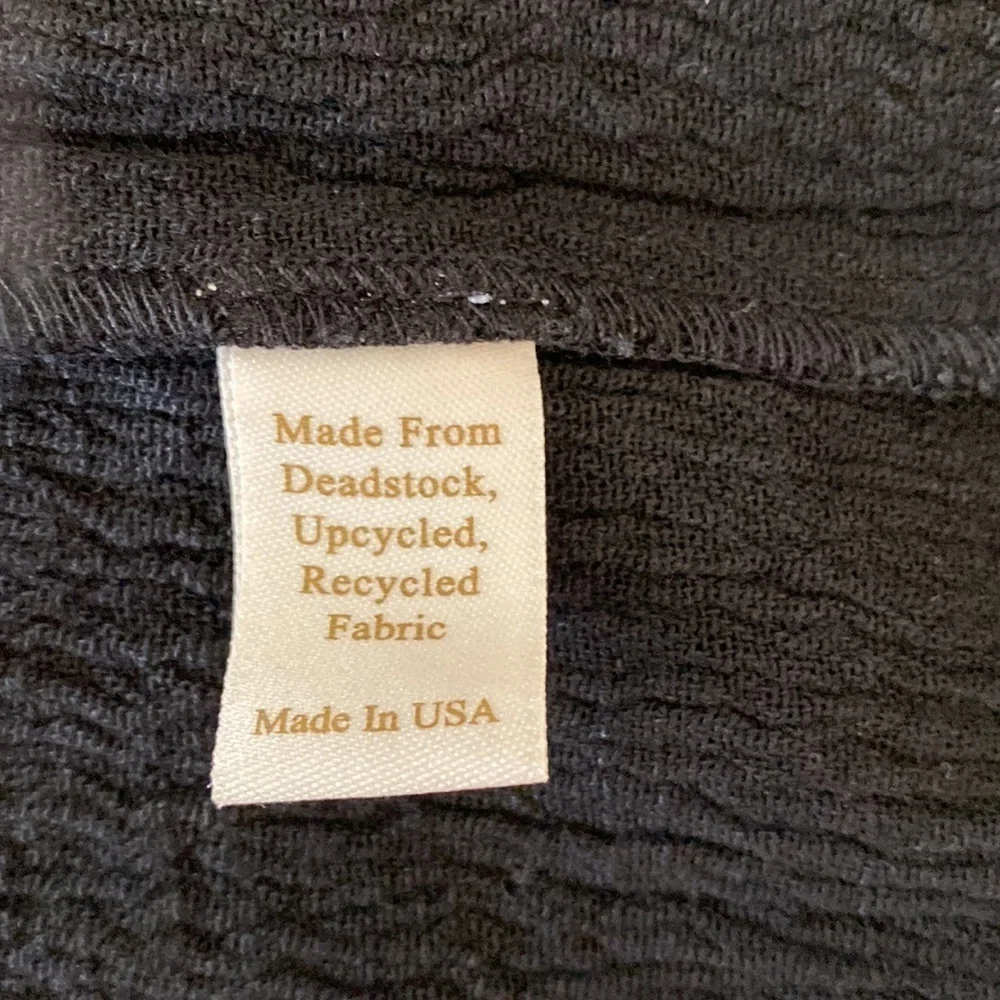 Made From
Deadstock,
Upcycled,
Recycled
Fabric
Made In USA